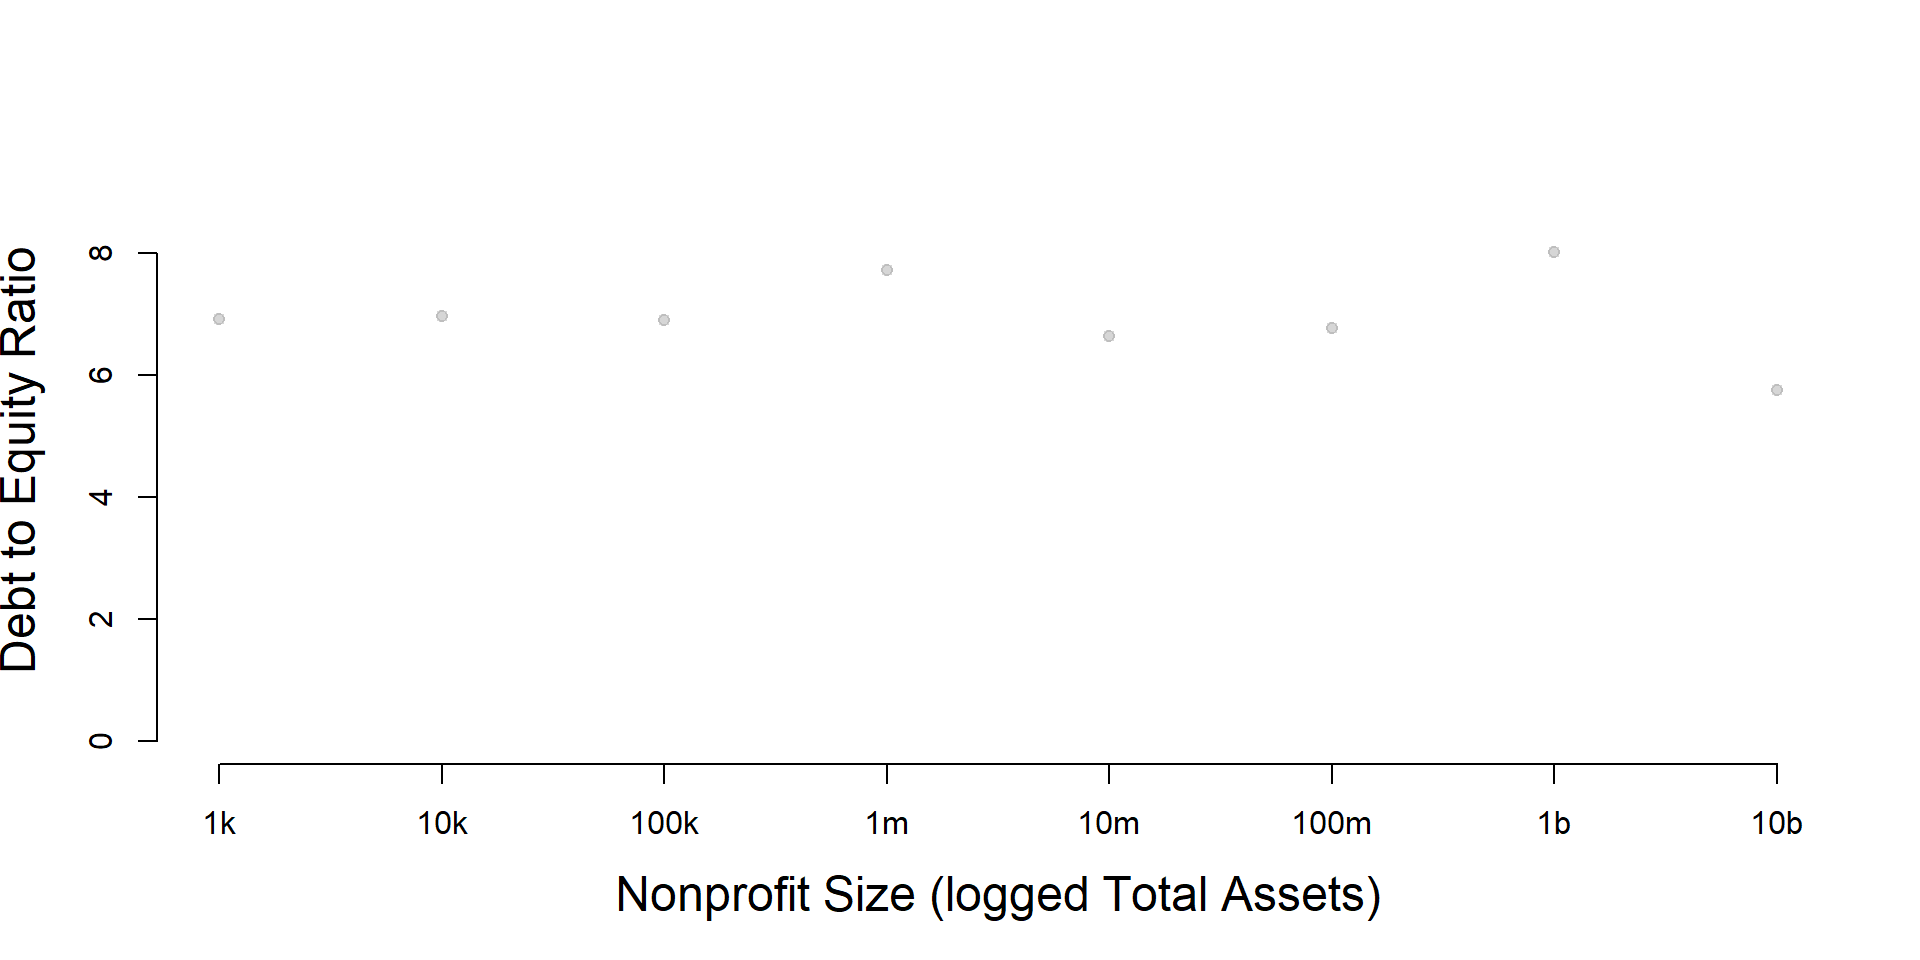 Debt to Equity Ratio
8
6
4
2
0
1k 10k 100k 1m 10m 100m 1b 10b
Nonprofit Size (logged Total Assets)